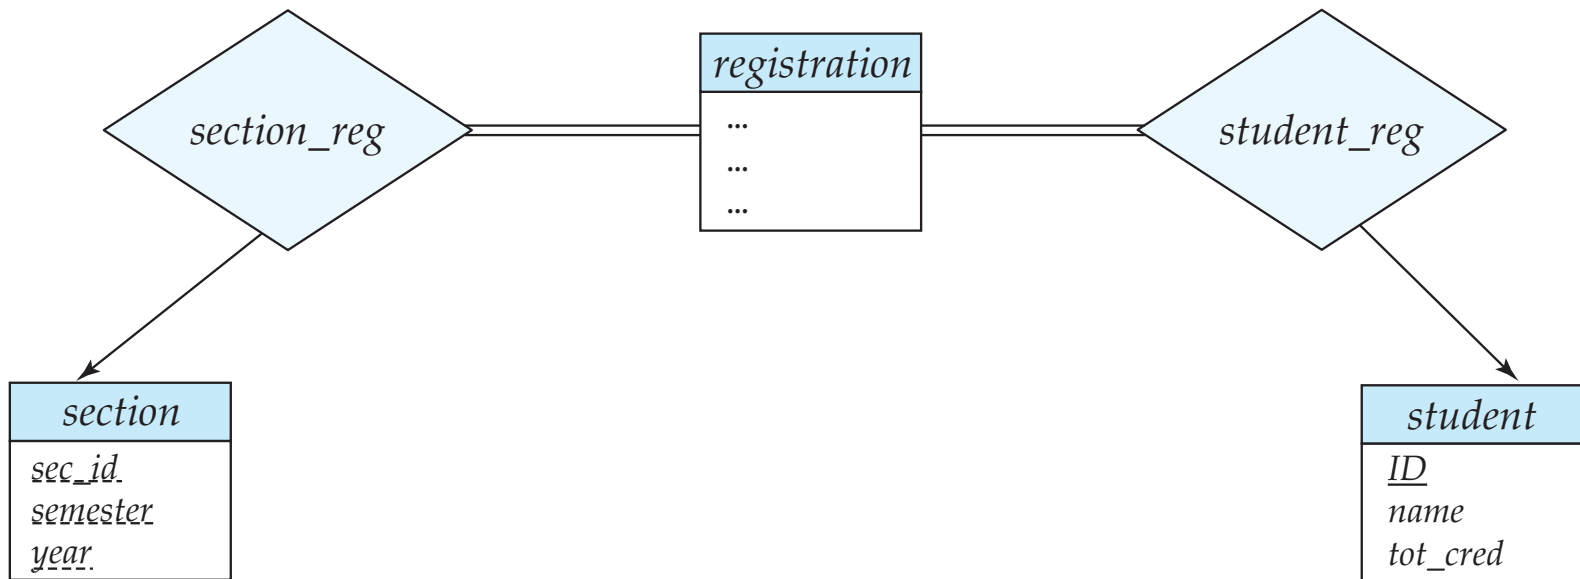 registration
section_reg
student_reg
...
...
...
section
sec_id
semester
year
student
ID
name
tot_cred